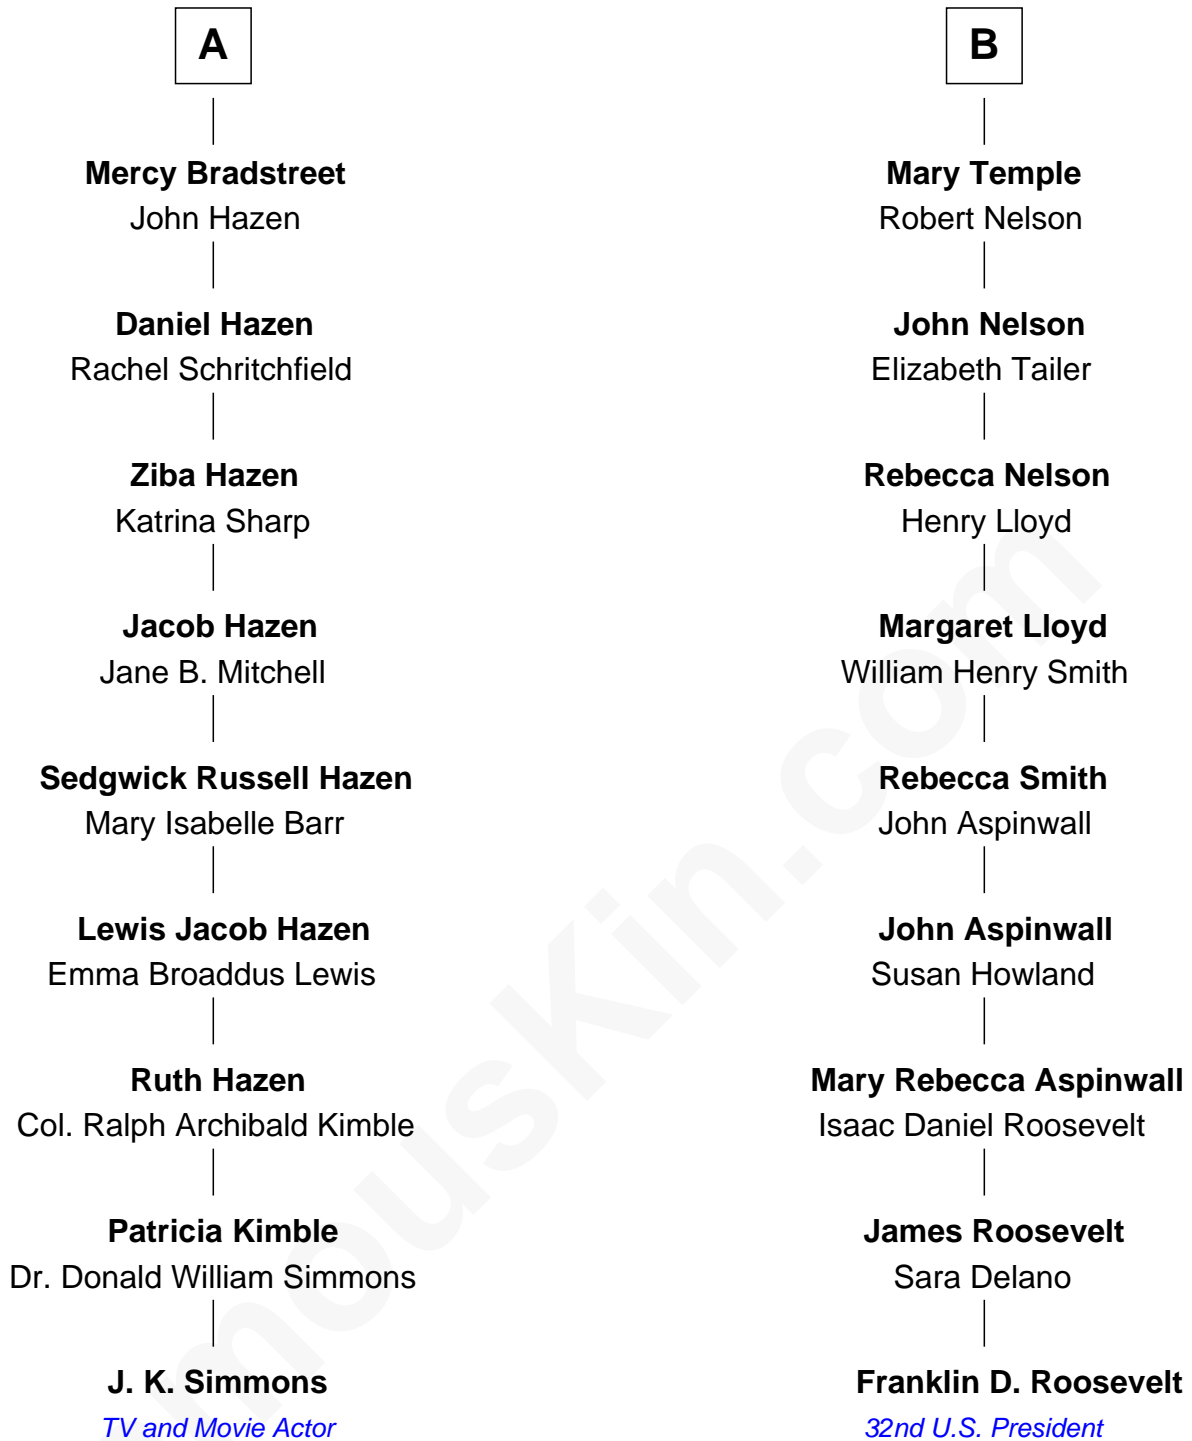 A
Mercy Bradstreet
John Hazen
Daniel Hazen
Rachel Schritchfield
Ziba Hazen
Katrina Sharp
Jacob Hazen
Jane B. Mitchell
Sedgwick Russell Hazen
Mary Isabelle Barr
Lewis Jacob Hazen
Emma Broaddus Lewis
Ruth Hazen
Col. Ralph Archibald Kimble
Patricia Kimble
Dr. Donald William Simmons
J. K. Simmons
TV and Movie Actor
B
Mary Temple
Robert Nelson
John Nelson
Elizabeth Tailer
Rebecca Nelson
Henry Lloyd
Margaret Lloyd
William Henry Smith
Rebecca Smith
John Aspinwall
John Aspinwall
Susan Howland
Mary Rebecca Aspinwall
Isaac Daniel Roosevelt
James Roosevelt
Sara Delano
Franklin D. Roosevelt
32nd U.S. President
mousKin.com